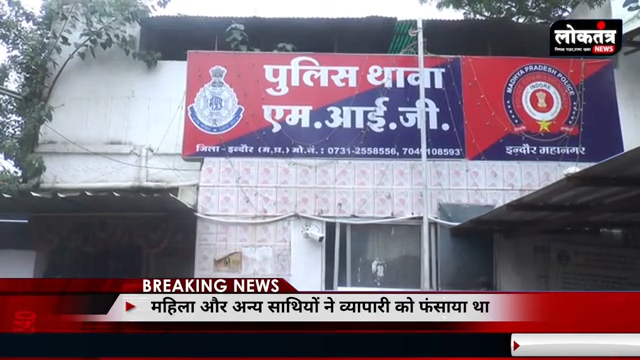 लोकतंत्र
NEWS
पुलिस थाना
एम.आई.जी.
जिला - इन्दौर (म.प्र.) मो.नं. : 0731-2558556, 7049108593
MADHYA PRADESH POLICE
INDORE
इन्दौर महानगर
BREAKING NEWS
महिला और अन्य साथियों ने व्यापारी को फंसाया था